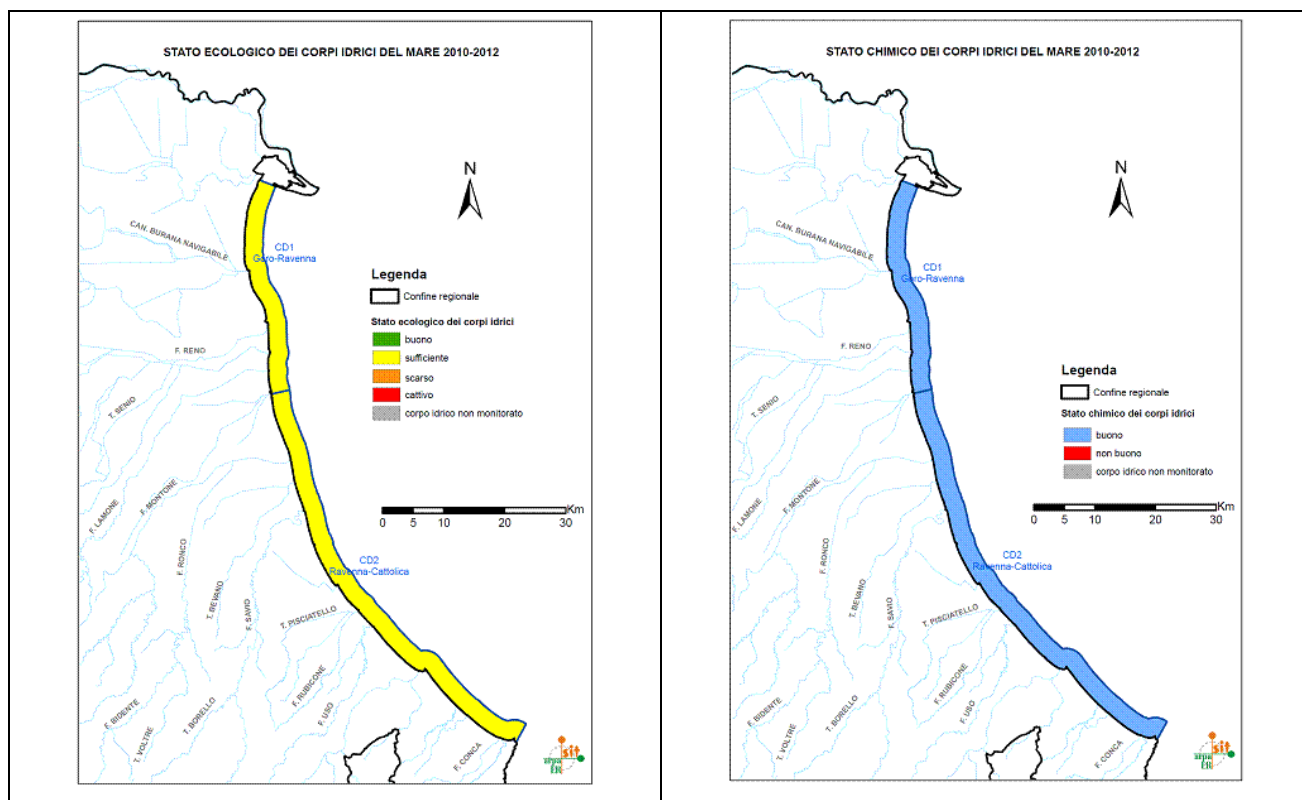 STATO ECOLOGICO DEI CORPI IDRICI DEL MARE 2010-2012
N
CAN. BURANA NAVIGABILE
CD1
Goro-Ravenna
Legenda
Confine regionale
Stato ecologico dei corpi idrici
buono
sufficiente
scarso
cattivo
corpo idrico non monitorato
F. RENO
T. SENIO
F. LAMONE
F. MONTONE
Km
0 5 10 20 30
F. RONCO
T. BEVANO
F. SAVIO
CD2
Ravenna-Cattolica
T. PISCIATELLO
F. RUBICONE
F. USO
F. BIDENTE
T. VOLTRE
T. BORELLO
F. CONCA
sit
arpa
ER
STATO CHIMICO DEI CORPI IDRICI DEL MARE 2010-2012
N
CAN. BURANA NAVIGABILE
CD1
Goro-Ravenna
F. RENO
Legenda
Confine regionale
Stato chimico dei corpi idrici
buono
non buono
corpo idrico non monitorato
T. SENIO
F. LAMONE
F. MONTONE
Km
0 5 10 20 30
F. RONCO
T. BEVANO
F. SAVIO
CD2
Ravenna-Cattolica
T. PISCIATELLO
F. RUBICONE
F. USO
F. BIDENTE
T. VOLTRE
T. BORELLO
F. CONCA
sit
arpa
ER